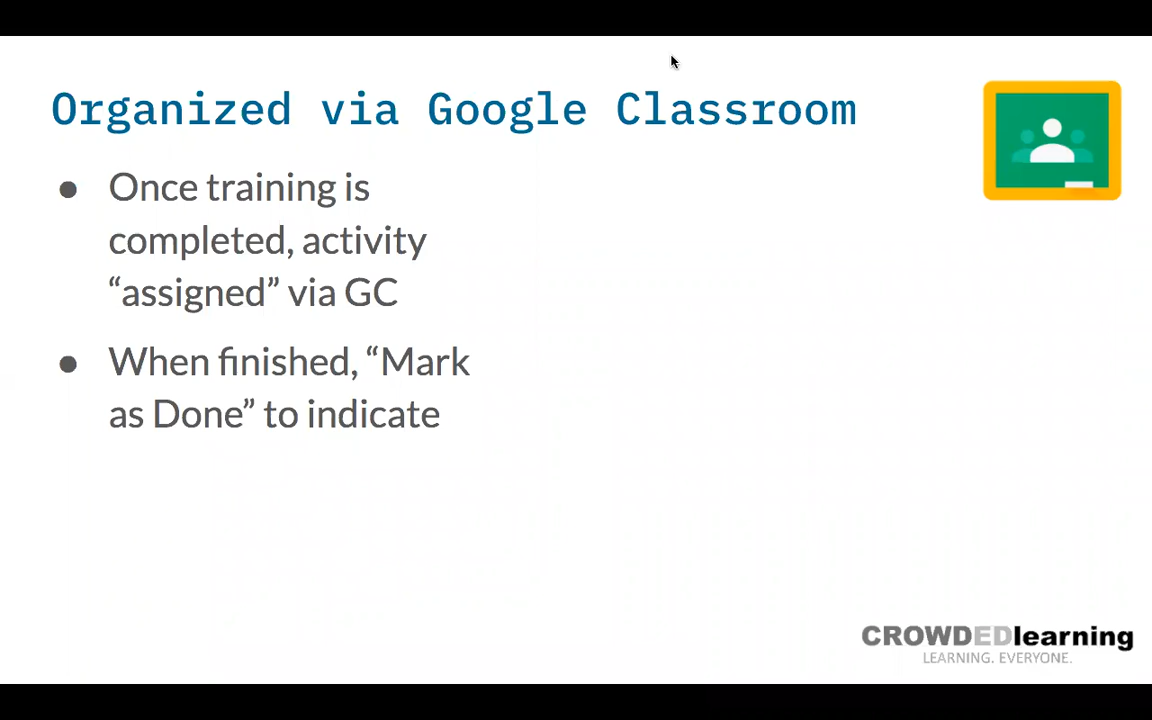 Organized via Google Classroom
● Once training is
completed, activity
“assigned” via GC
● When finished, “Mark
as Done” to indicate
CROWDEDlearning
LEARNING. EVERYONE.